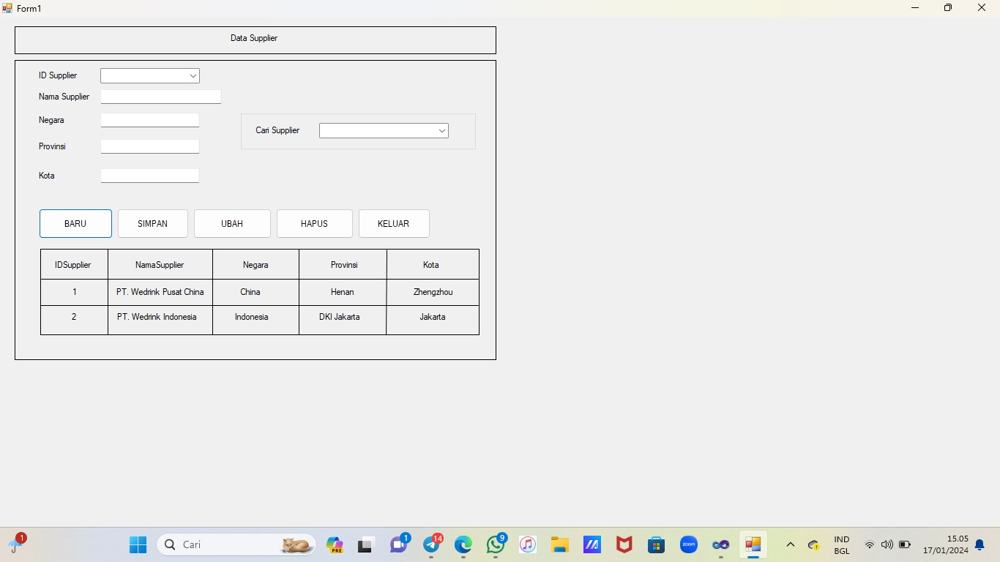 Form1
Data Supplier
ID Supplier
Nama Supplier
Negara
Cari Supplier
Provinsi
Kota
BARU SIMPAN UBAH HAPUS KELUAR
IDSupplier NamaSupplier Negara Provinsi Kota
1 PT. Wedrink Pusat China China Henan Zhengzhou
2 PT. Wedrink Indonesia Indonesia DKI Jakarta Jakarta
1 Cari PRE 1 14 9 zoom IND 15.05
BGL 17/01/2024